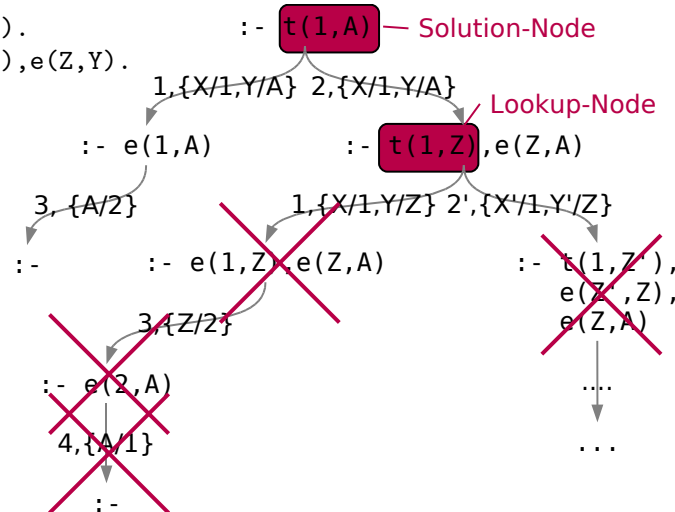 ).
:- t(1,A) Solution-Node
),e(Z,Y).
1,{X/1,Y/A} 2,{X/1,Y/A}
Lookup-Node
:- e(1,A) :- t(1,Z),e(Z,A)
3, {A/2} 1,{X/1,Y/Z} 2',{X'/1,Y'/Z}
:- :- e(1,Z),e(Z,A) :- t(1,Z'),
e(Z',Z),
3,{Z/2} e(Z,A)
:- e(2,A) ....
4,{A/1} ...
:-